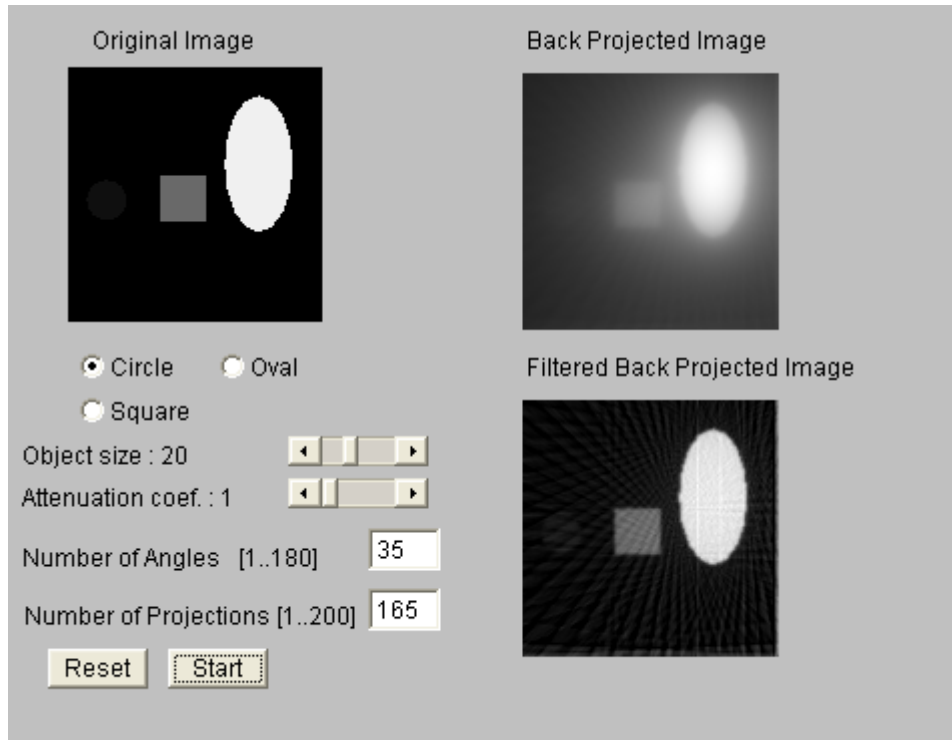 Original Image
Back Projected Image
Circle
Oval
Filtered Back Projected Image
Square
Object size : 20
Attenuation coef. : 1
Number of Angles [1..180] 35
Number of Projections [1..200] 165
Reset Start